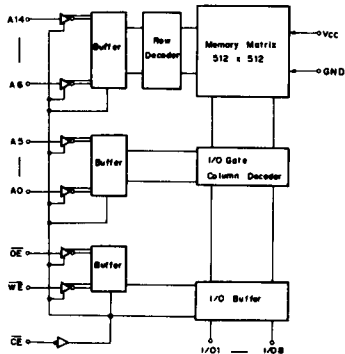 A14
Buffer
Row
Decoder
Memory Matrix
512 x 512
Vcc
GND
A6
A5
Buffer
I/O Gate
Column Decoder
A0
OE
Buffer
WE
I/O Buffer
CE
I/O1 — I/O8